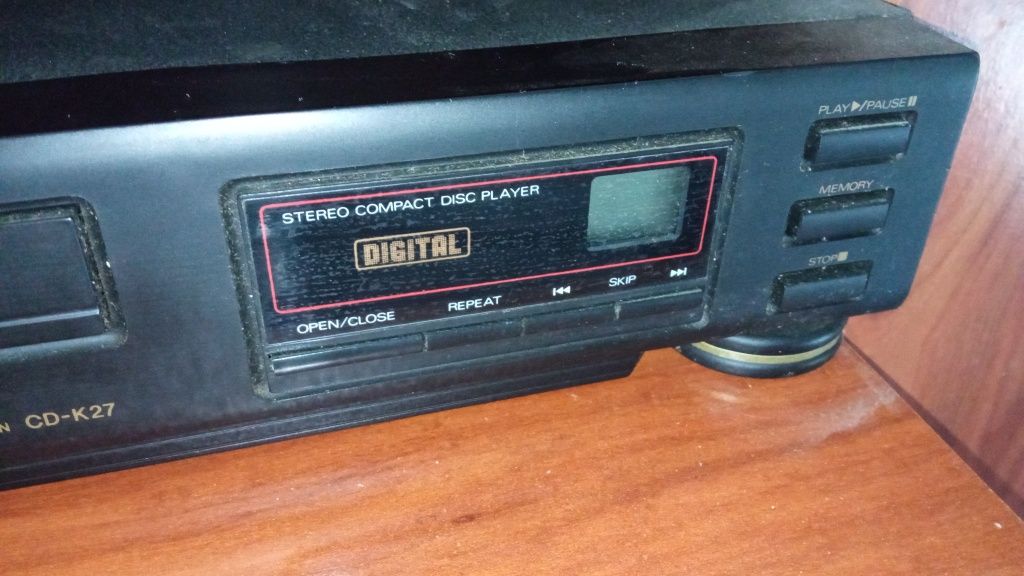 STEREO COMPACT DISC PLAYER
DIGITAL
OPEN/CLOSE
REPEAT
SKIP
PLAY/PAUSE
MEMORY
STOP
CD-K27